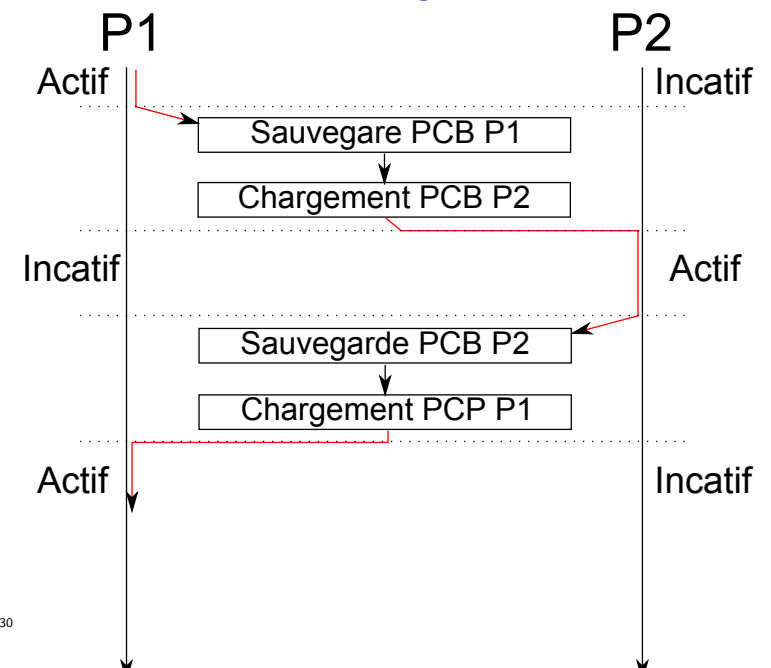 P1 P2
Actif Incatif
Sauvegare PCB P1
Chargement PCB P2
Incatif Actif
Sauvegarde PCB P2
Chargement PCP P1
Actif Incatif
30